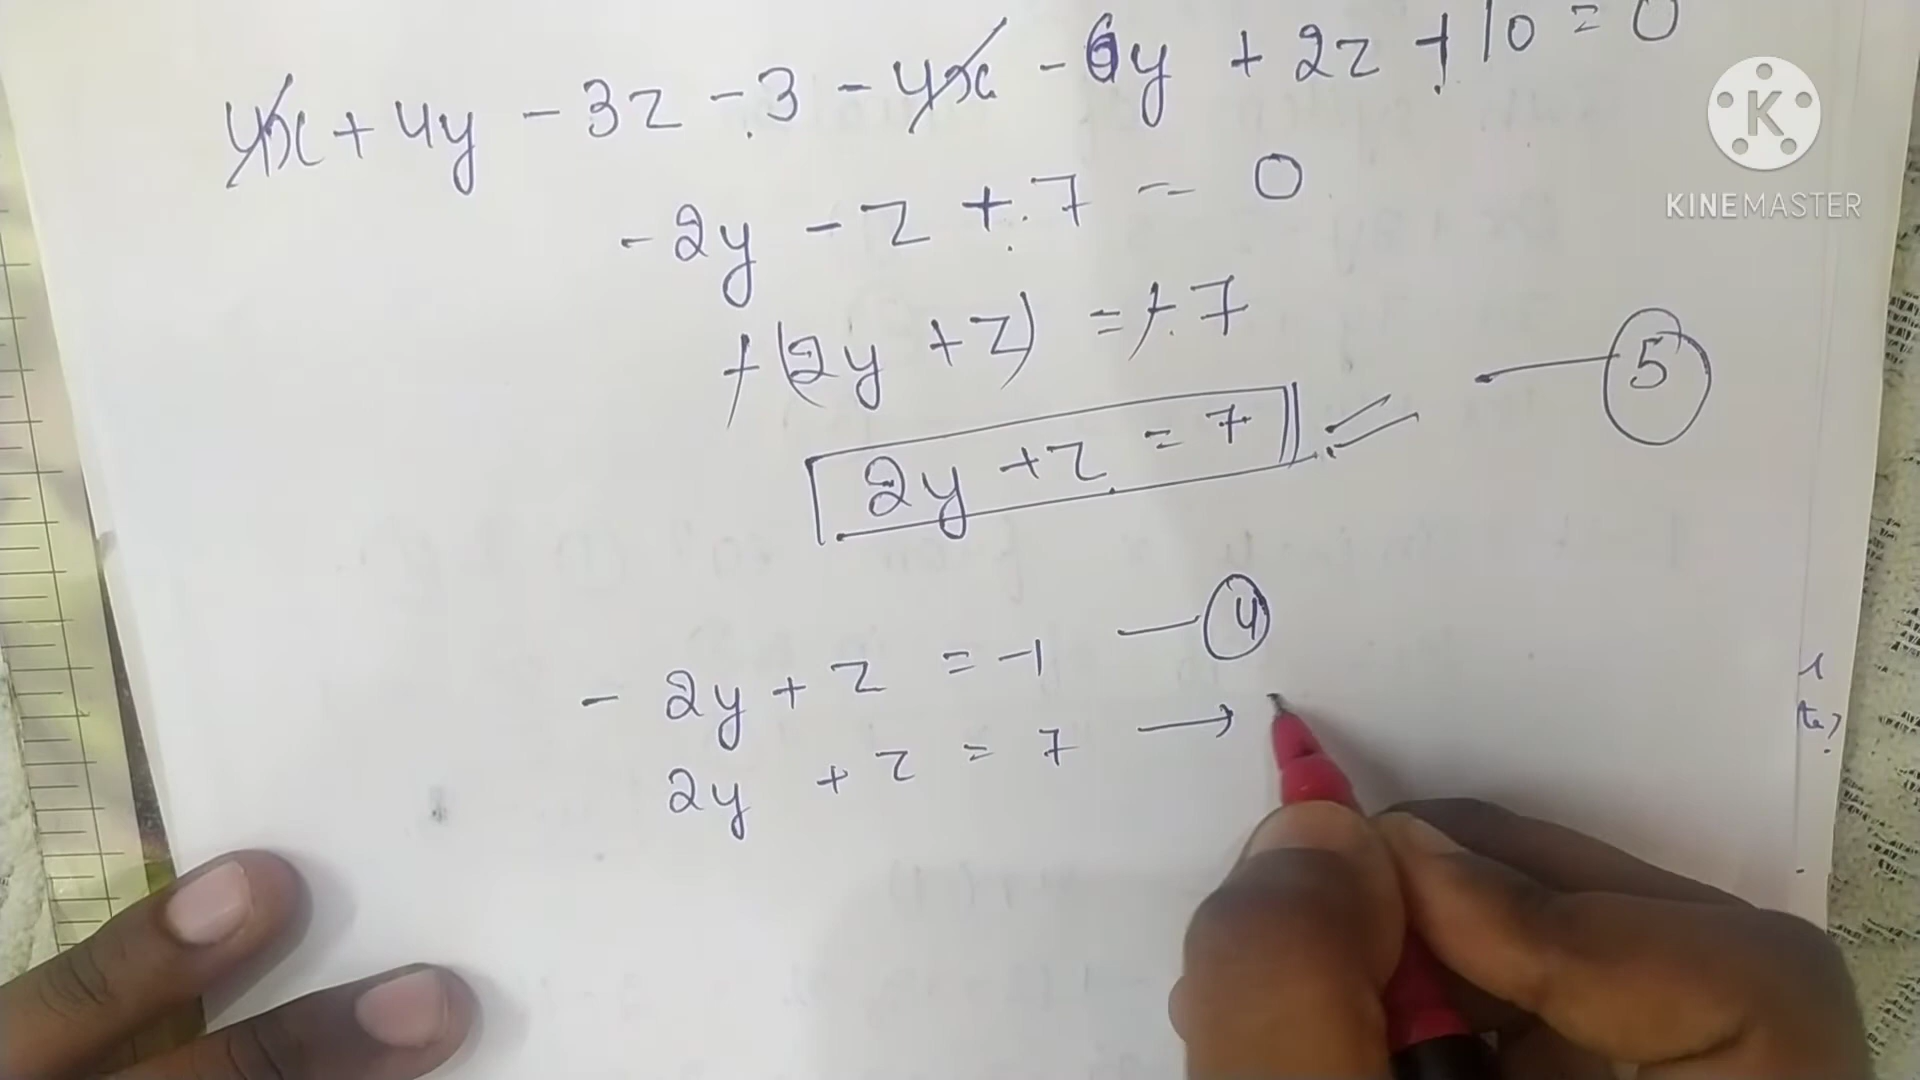 4x + 4y - 3z - 3 - 4x - 6y + 2z + 10 = 0
- 2y - z + 7 = 0
-(2y + z) = -7
2y + z = 7 — 5
- 2y + z = -1 — 4
2y + z = 7 →
KINEMASTER